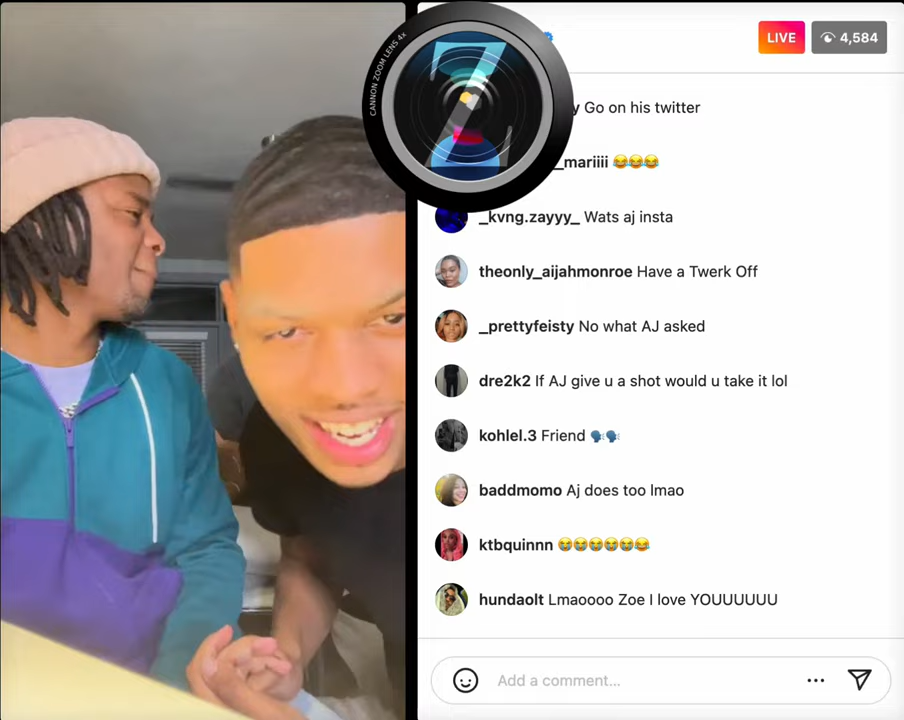 CANNON ZOOM LENS 4x
Z
LIVE 4,584
y Go on his twitter
_mariiii 😂😂😂
_kvng.zayyy_ Wats aj insta
theonly_aijahmonroe Have a Twerk Off
_prettyfeisty No what AJ asked
dre2k2 If AJ give u a shot would u take it lol
kohlel.3 Friend 🗣🗣
baddmomo Aj does too lmao
ktbquinnn 😭😭😭😭😭😂
hundaolt Lmaoooo Zoe I love YOUUUUUU
Add a comment...